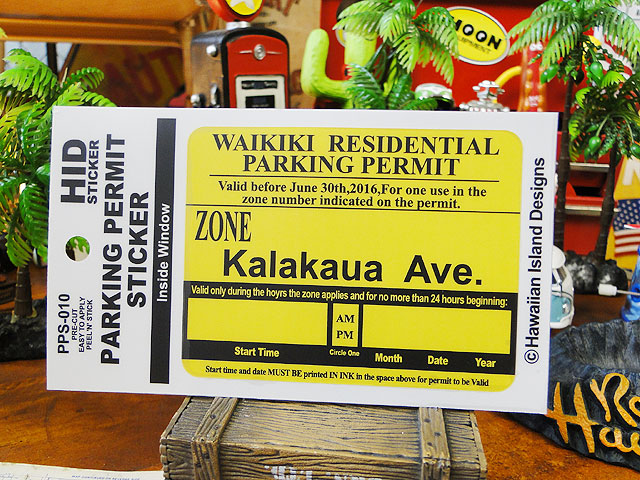 MOON
EQUIPMENT
HID
STICKER
PARKING PERMIT
STICKER
PPS-010
PRE-CUT
EASY TO APPLY
PEEL'N' STICK
Inside Window
WAIKIKI RESIDENTIAL
PARKING PERMIT
Valid before June 30th,2016,For one use in the
zone number indicated on the permit.
ZONE
Kalakaua Ave.
Valid only during the hoyrs the zone applies and for no more than 24 hours beginning:
AM
PM
Start Time Circle One Month Date Year
Start time and date MUST BE printed IN INK in the space above for permit to be Valid
© Hawaiian Island Designs